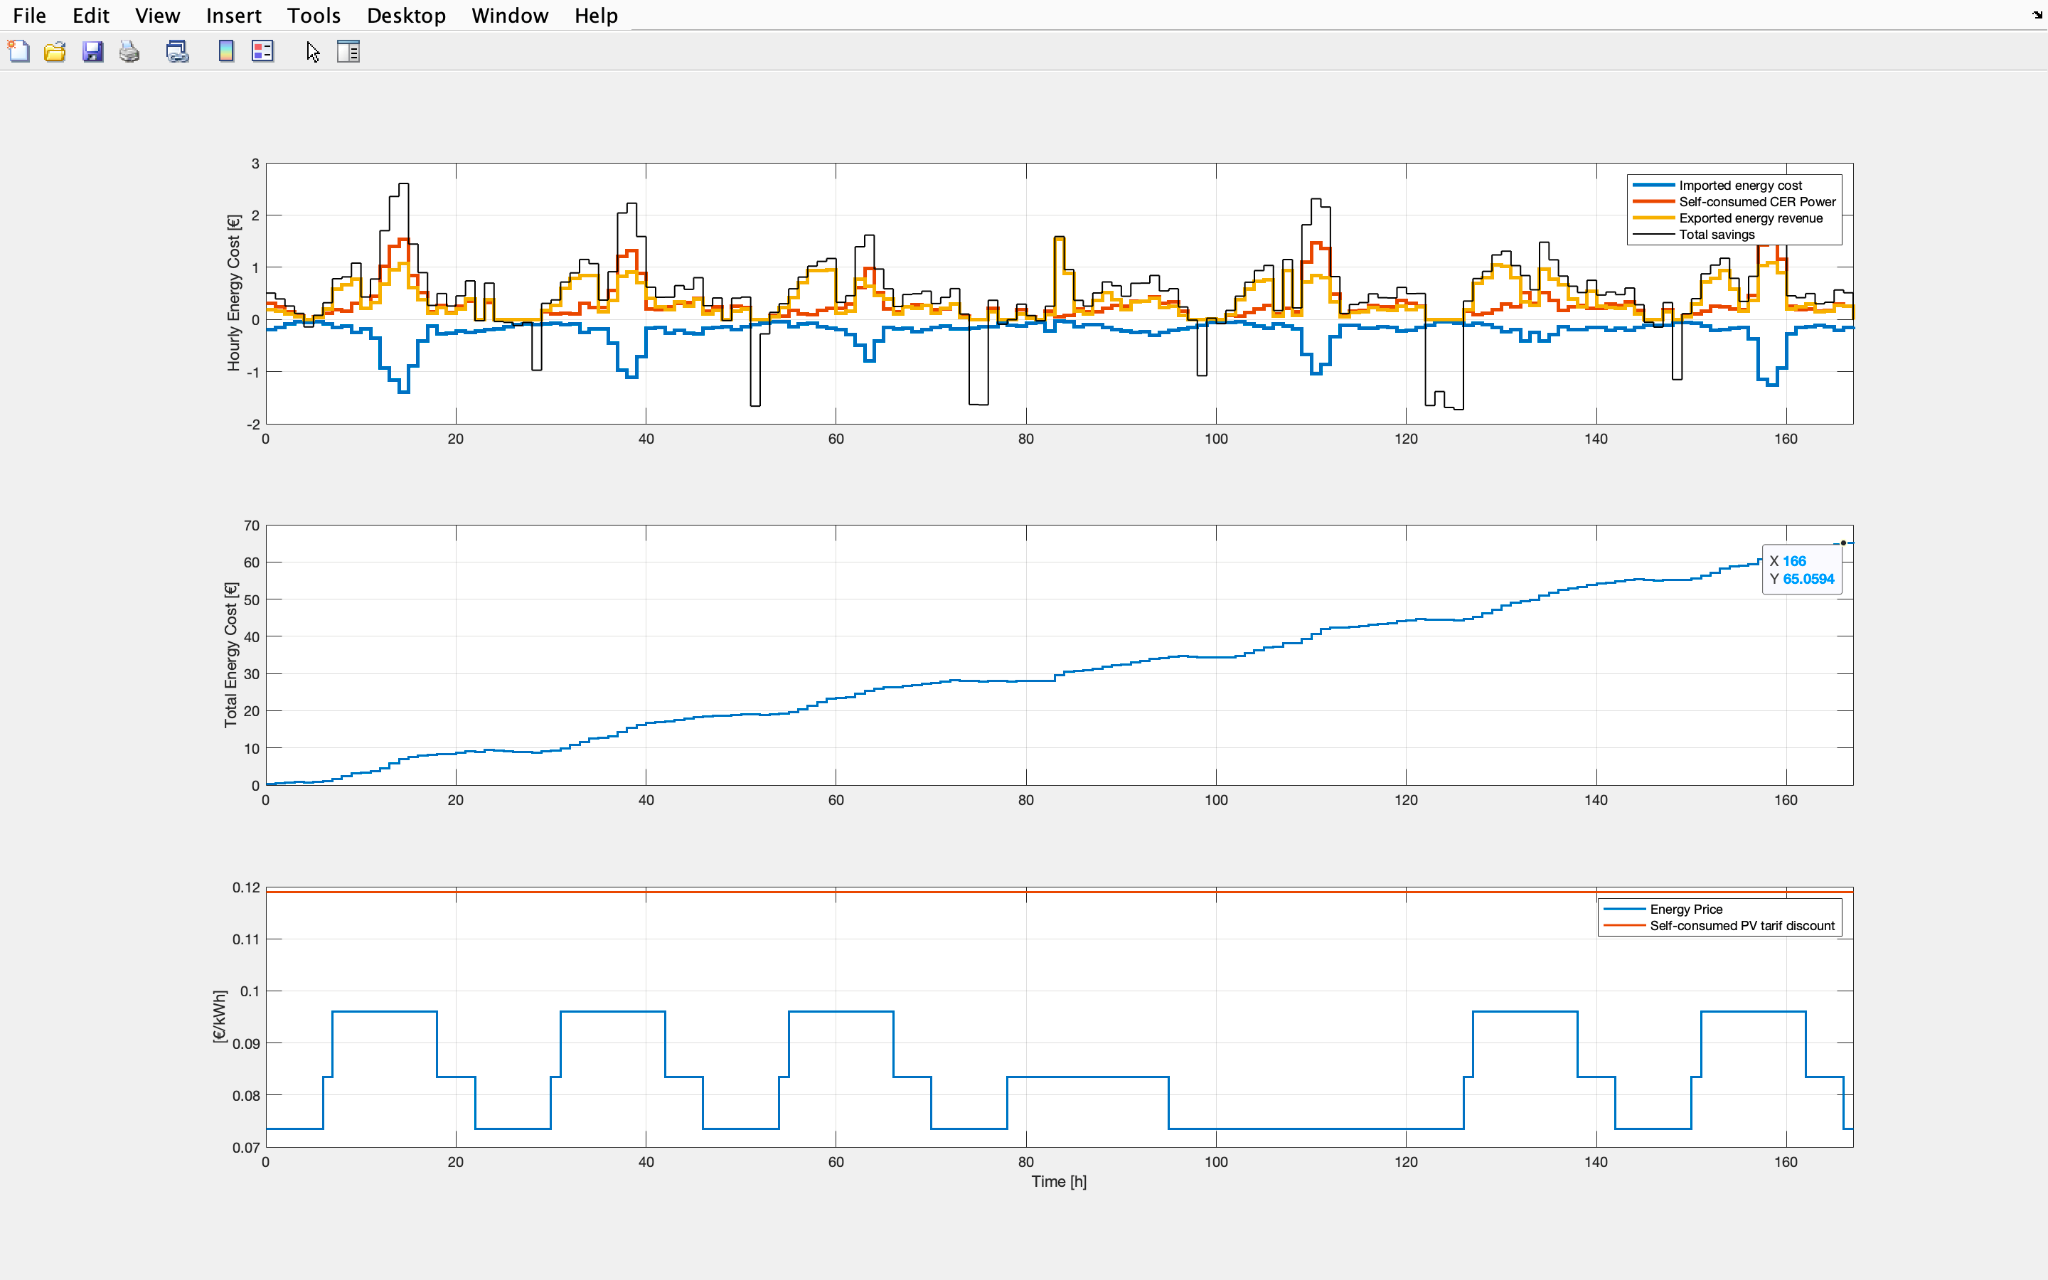 File Edit View Insert Tools Desktop Window Help
3
2
1
0
-1
-2
Hourly Energy Cost [€]
Imported energy cost
Self-consumed CER Power
Exported energy revenue
Total savings
0 20 40 60 80 100 120 140 160
70
60
50
40
30
20
10
0
Total Energy Cost [€]
X 166
Y 65.0594
0 20 40 60 80 100 120 140 160
0.12
0.11
0.1
0.09
0.08
0.07
[€/kWh]
Energy Price
Self-consumed PV tarif discount
0 20 40 60 80 100 120 140 160
Time [h]